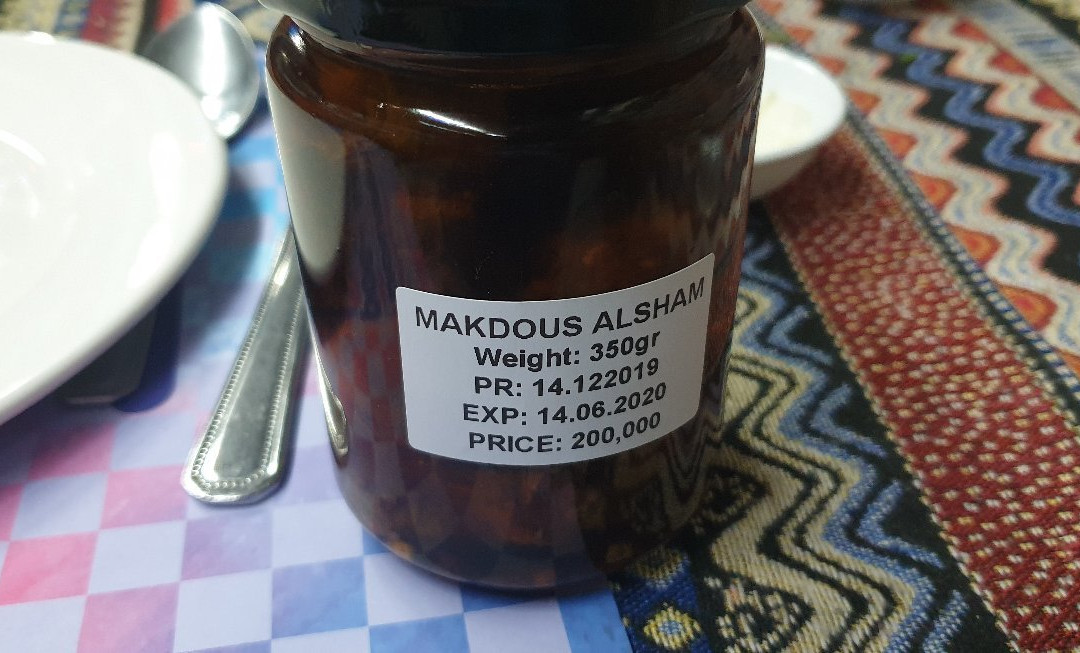 MAKDOUS ALSHAM
Weight: 350gr
PR: 14.122019
EXP: 14.06.2020
PRICE: 200,000